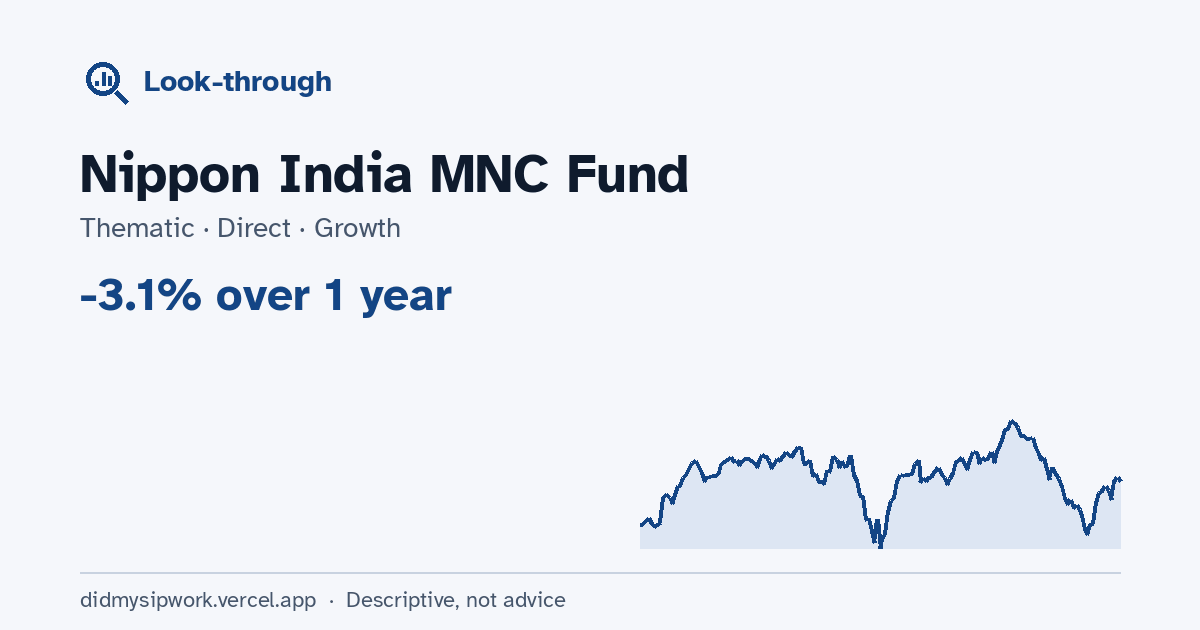 Look-through
Nippon India MNC Fund
Thematic · Direct · Growth
-3.1% over 1 year
didmysipwork.vercel.app · Descriptive, not advice